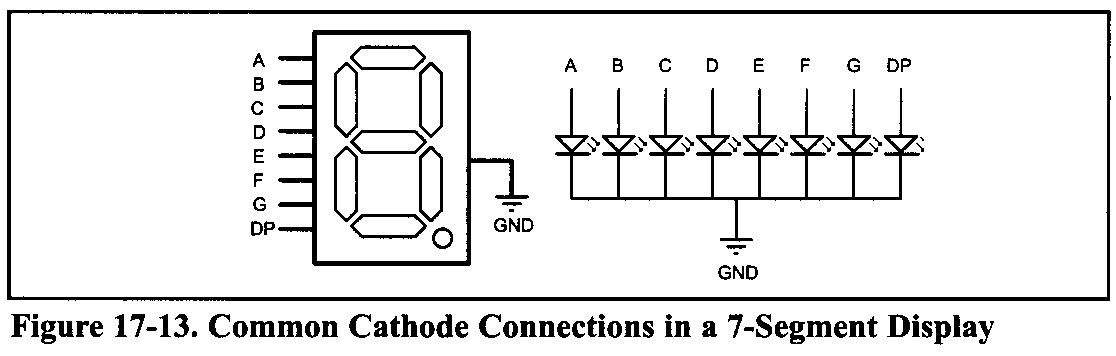 A
B
C
D
E
F
G
DP
GND
A B C D E F G DP
GND
Figure 17-13. Common Cathode Connections in a 7-Segment Display